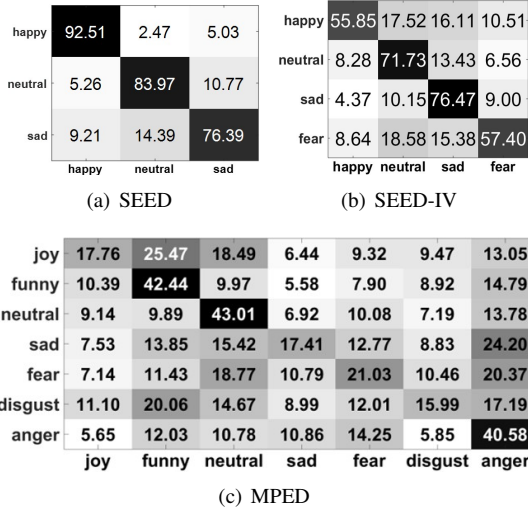 happy 92.51 2.47 5.03
neutral 5.26 83.97 10.77
sad 9.21 14.39 76.39
happy neutral sad
(a) SEED
happy 55.85 17.52 16.11 10.51
neutral 8.28 71.73 13.43 6.56
sad 4.37 10.15 76.47 9.00
fear 8.64 18.58 15.38 57.40
happy neutral sad fear
(b) SEED-IV
joy 17.76 25.47 18.49 6.44 9.32 9.47 13.05
funny 10.39 42.44 9.97 5.58 7.90 8.92 14.79
neutral 9.14 9.89 43.01 6.92 10.08 7.19 13.78
sad 7.53 13.85 15.42 17.41 12.77 8.83 24.20
fear 7.14 11.43 18.77 10.79 21.03 10.46 20.37
disgust 11.10 20.06 14.67 8.99 12.01 15.99 17.19
anger 5.65 12.03 10.78 10.86 14.25 5.85 40.58
joy funny neutral sad fear disgust anger
(c) MPED